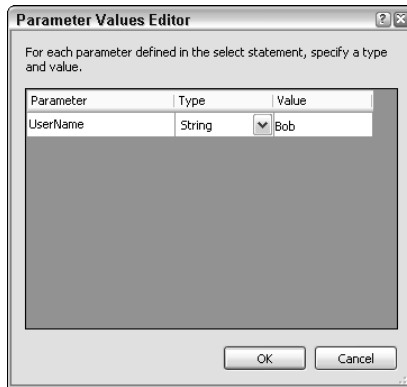 Parameter Values Editor
For each parameter defined in the select statement, specify a type
and value.
Parameter Type Value
UserName String Bob
OK Cancel